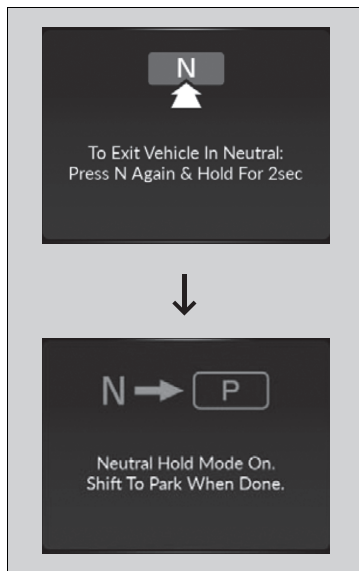 N
To Exit Vehicle In Neutral:
Press N Again & Hold For 2sec
N P
Neutral Hold Mode On.
Shift To Park When Done.